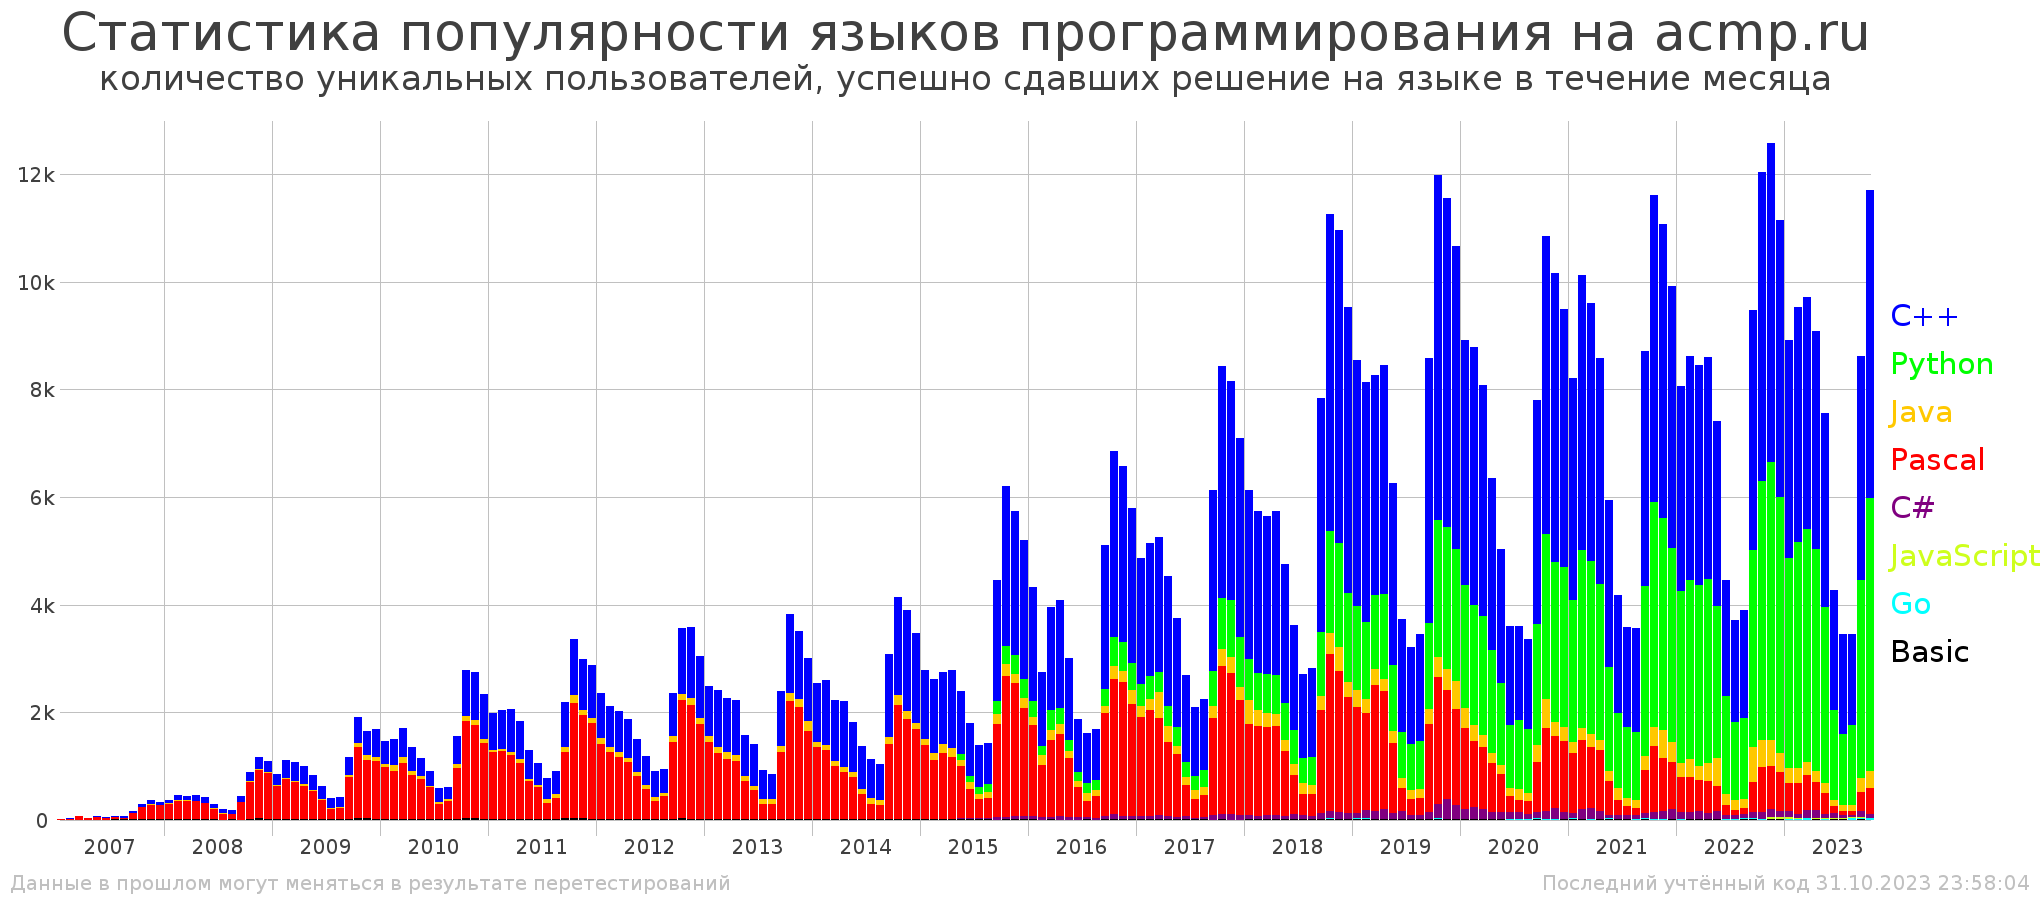 Статистика популярности языков программирования на acmp.ru
количество уникальных пользователей, успешно сдавших решение на языке в течение месяца
12k
10k
8k
6k
4k
2k
0
C++
Python
Java
Pascal
C#
JavaScript
Go
Basic
2007 2008 2009 2010 2011 2012 2013 2014 2015 2016 2017 2018 2019 2020 2021 2022 2023
Данные в прошлом могут меняться в результате перетестирований
Последний учтённый код 31.10.2023 23:58:04